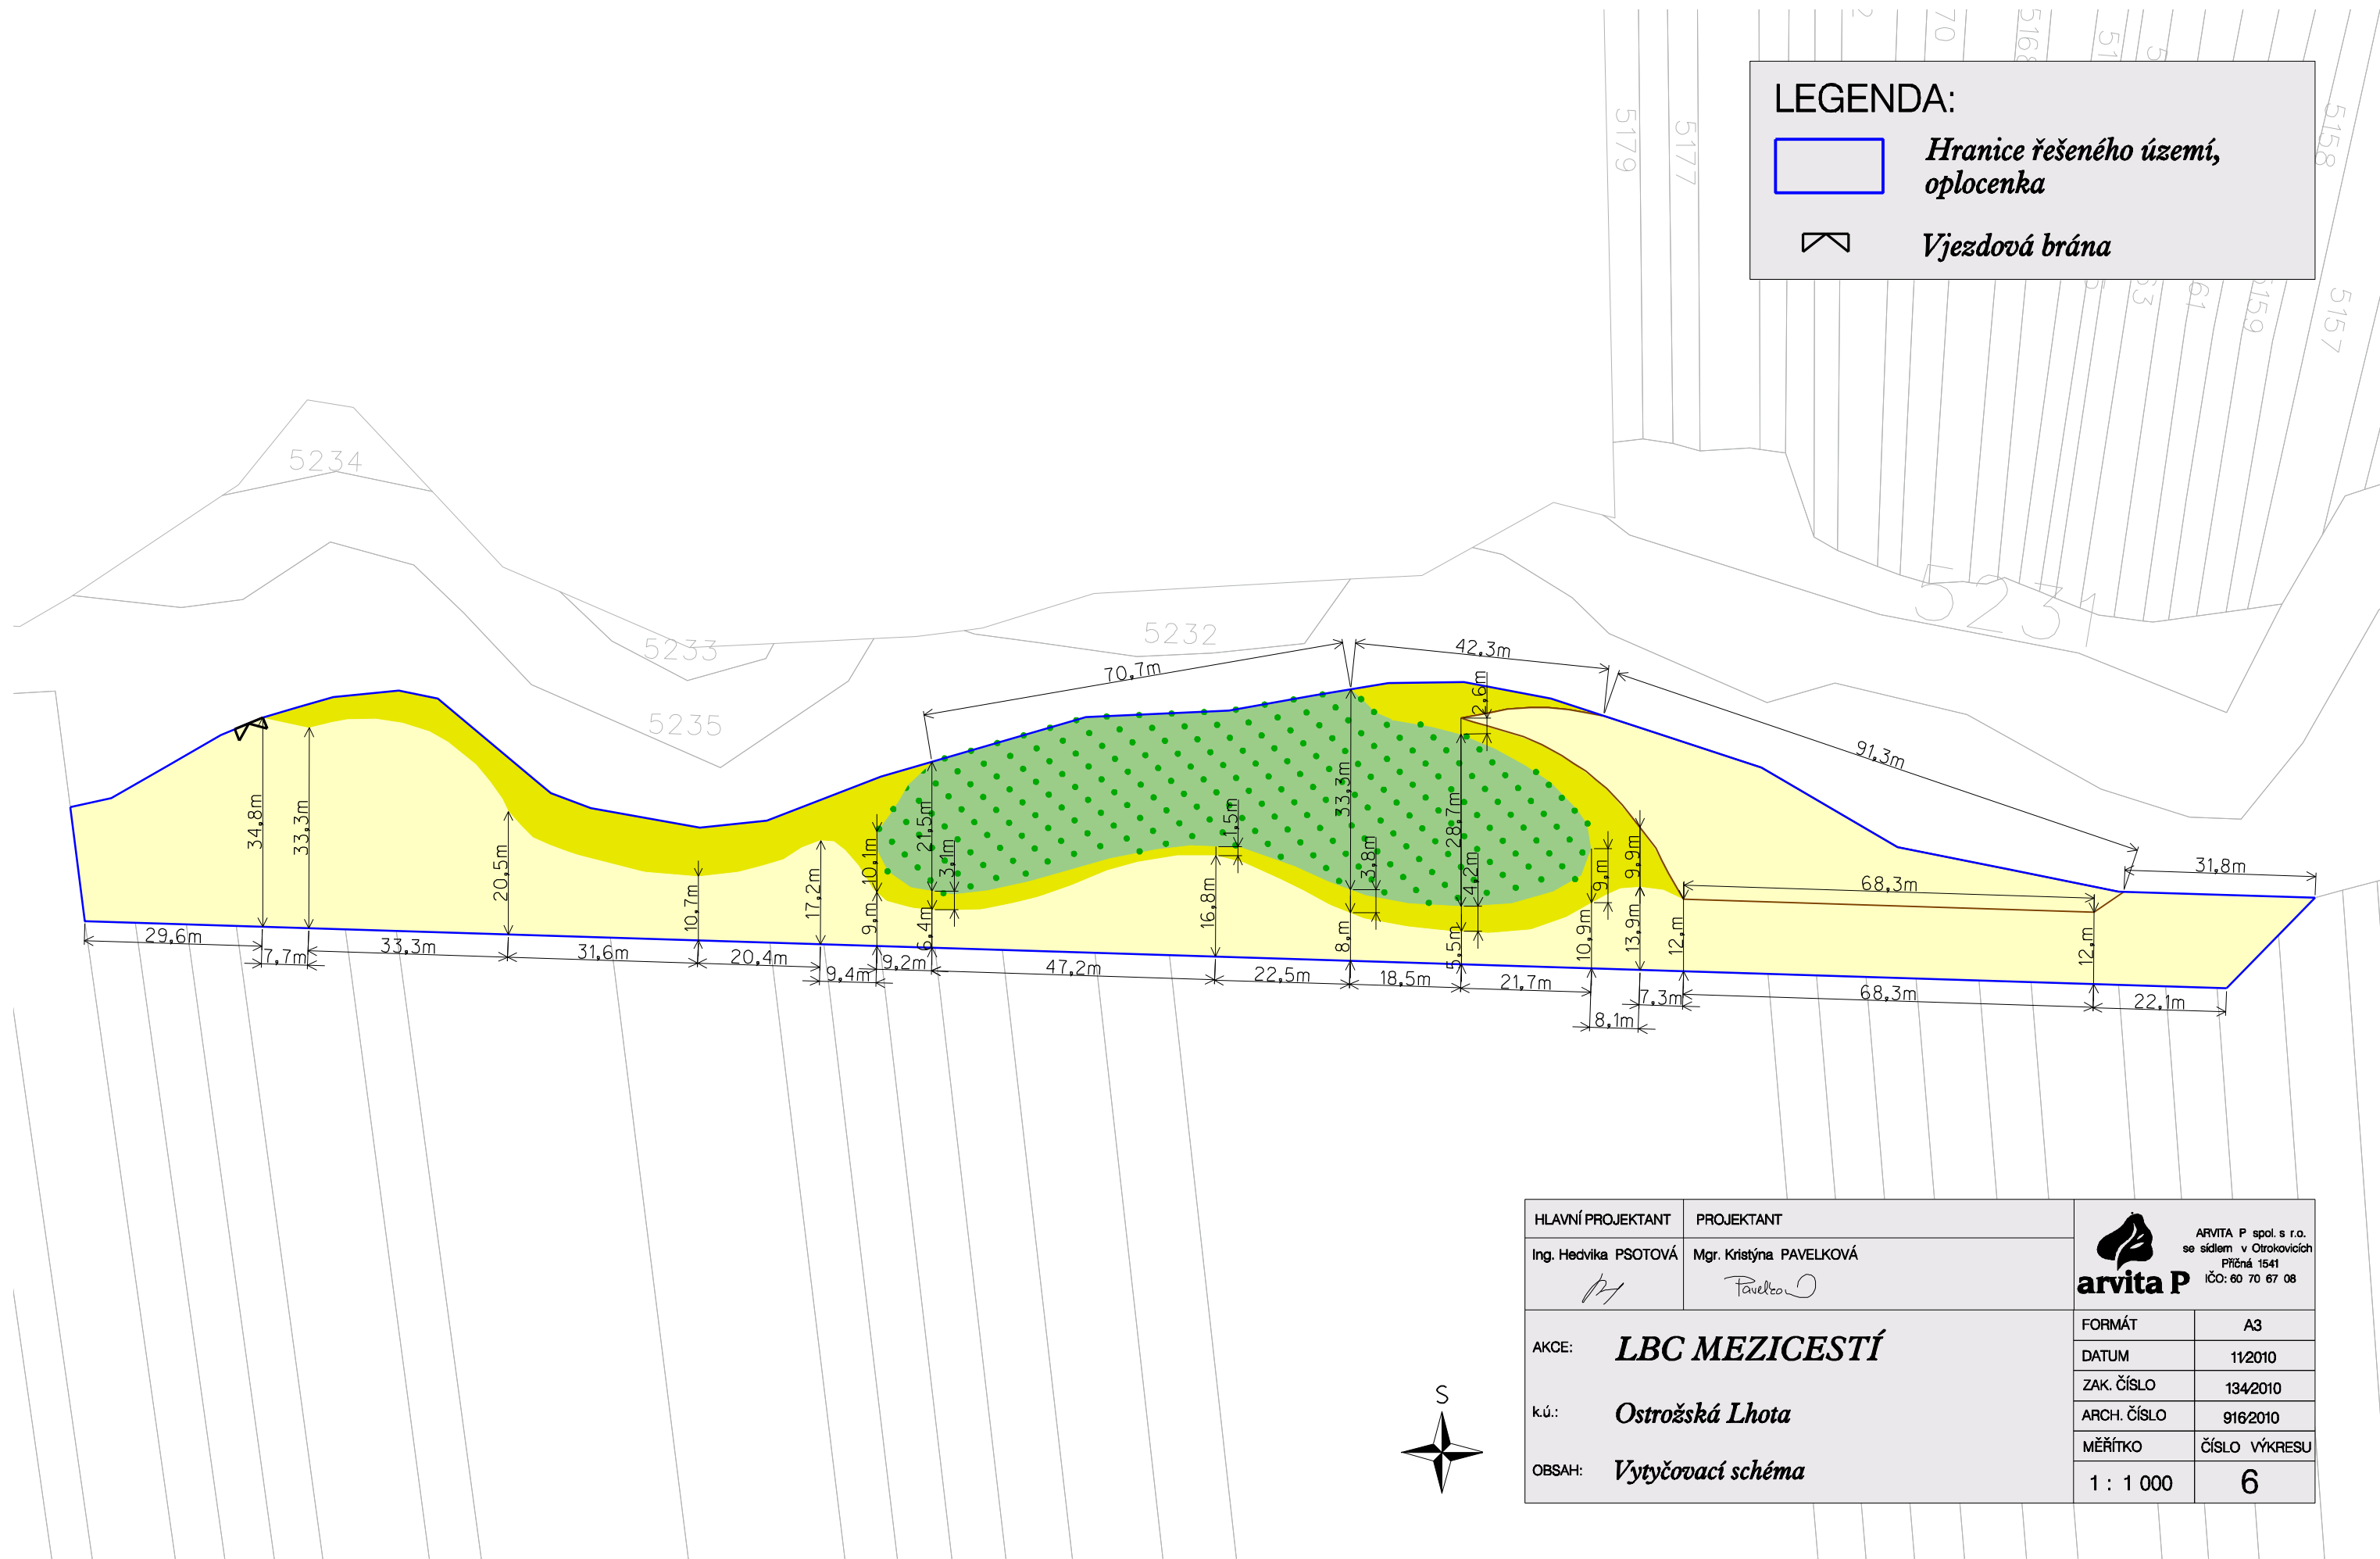 5179
5177
70
5168
5158
5159
5157
61
63
LEGENDA:
Hranice řešeného území,
oplocenka
Vjezdová brána
5234
5233
5232
5231
5235
42,3m
70,7m
2,6m
91,3m
31,8m
34,8m
33,3m
20,5m
10,7m
17,2m
10,1m
9,m
21,5m
3,1m
6,4m
1,5m
16,8m
33,3m
3,8m
8,m
28,7m
4,2m
5,5m
9,m
10,9m
9,9m
13,9m
12,m
68,3m
12,m
29,6m
7,7m
33,3m
31,6m
20,4m
9,4m
9,2m
47,2m
22,5m
18,5m
21,7m
8,1m
7,3m
68,3m
22,1m
S
HLAVNÍ PROJEKTANT
PROJEKTANT
Ing. Hedvika PSOTOVÁ
Mgr. Kristýna PAVELKOVÁ
arvita P
ARVITA P spol. s r.o.
se sídlem v Otrokovicích
Příčná 1541
IČO: 60 70 67 08
AKCE: LBC MEZICESTÍ
k.ú.: Ostrožská Lhota
OBSAH: Vytyčovací schéma
FORMÁT A3
DATUM 11/2010
ZAK. ČÍSLO 134/2010
ARCH. ČÍSLO 916/2010
MĚŘÍTKO ČÍSLO VÝKRESU
1 : 1 000 6